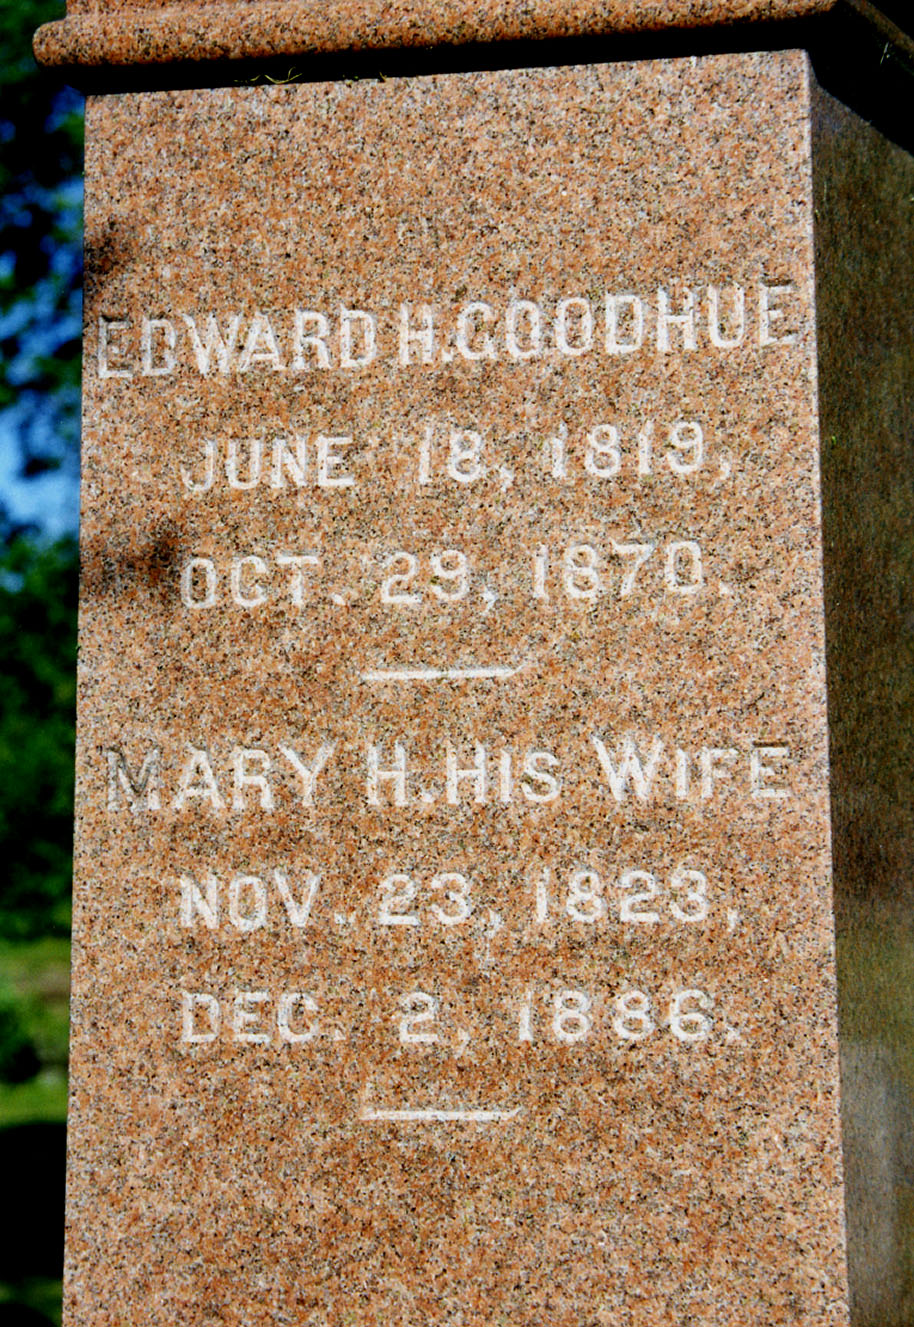 EDWARD H. GOODHUE
JUNE 18, 1819,
OCT. 29, 1870.
MARY H. HIS WIFE
NOV. 23, 1823,
DEC. 2, 1886.